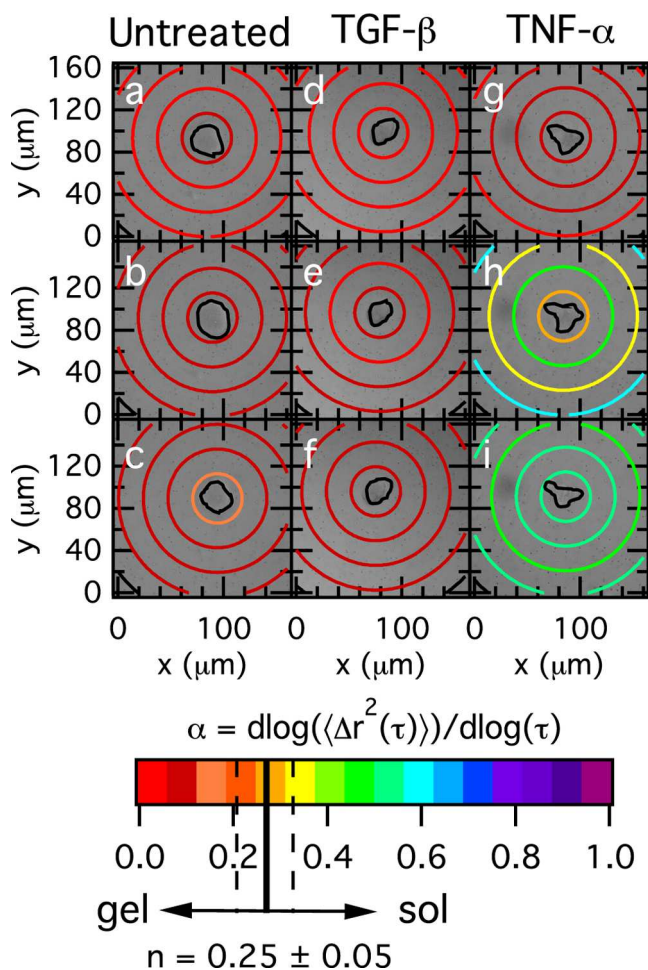 Untreated TGF-β TNF-α
160
120
80
40
0
y (μm)
a d g
120
80
40
0
y (μm)
b e h
120
80
40
0
y (μm)
c f i
0 100 0 100 0 100
x (μm) x (μm) x (μm)
α = dlog(⟨Δr²(τ)⟩)/dlog(τ)
0.0 0.2 0.4 0.6 0.8 1.0
gel sol
n = 0.25 ± 0.05